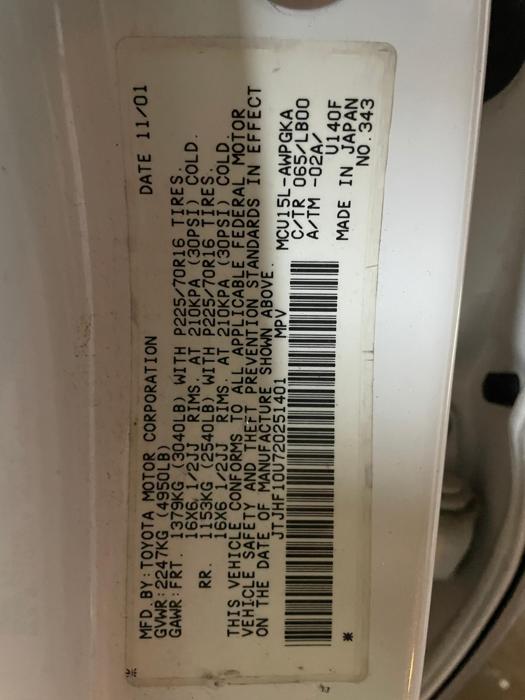 MFD. BY: TOYOTA MOTOR CORPORATION DATE 11/01
GVWR: 2247KG (4950LB)
GAWR: FRT. 1379KG (3040LB) WITH P225/70R16 TIRES.
16X6 1/2JJ RIMS. AT 210KPA (30PSI) COLD.
RR. 1153KG (2540LB) WITH P225/70R16 TIRES.
16X6 1/2JJ RIMS. AT 210KPA (30PSI) COLD.
THIS VEHICLE CONFORMS TO ALL APPLICABLE FEDERAL MOTOR
VEHICLE SAFETY AND THEFT PREVENTION STANDARDS IN EFFECT
ON THE DATE OF MANUFACTURE SHOWN ABOVE.
JTJHF10U720251401 MPV
MCU15L-AWPGKA
C/TR 065/LB00
A/TM -02A/
U140F
MADE IN JAPAN
* NO. 343